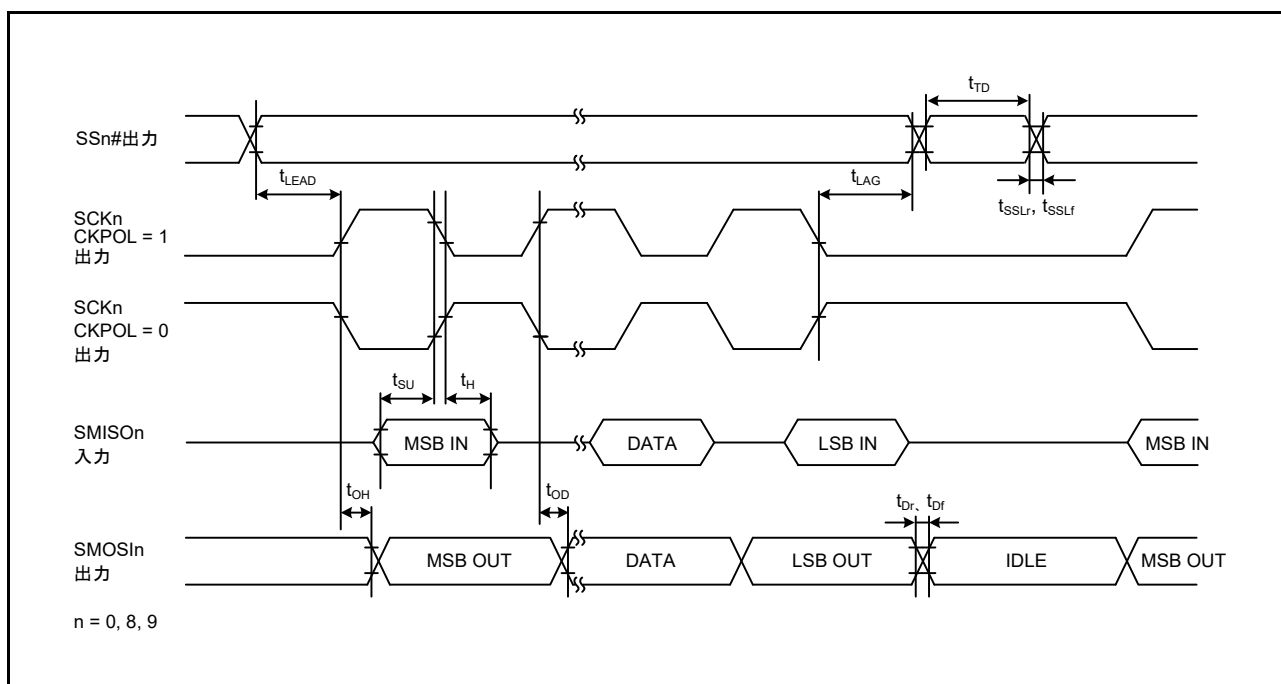 tTD
SSn#出力
tLEAD
tLAG
tSSLr, tSSLf
SCKn
CKPOL = 1
出力
SCKn
CKPOL = 0
出力
tSU
tH
SMISOn
入力
MSB IN
DATA
LSB IN
MSB IN
tOH
tOD
tDr、tDf
SMOSIn
出力
MSB OUT
DATA
LSB OUT
IDLE
MSB OUT
n = 0, 8, 9